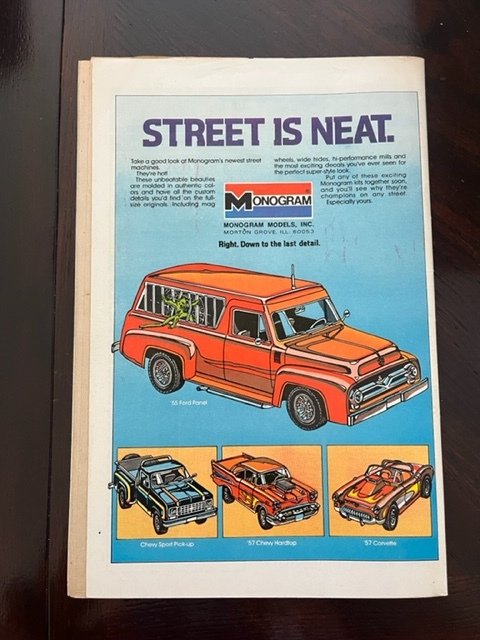 STREET IS NEAT.
Take a good look at Monogram's newest street
machines.
They're hot!
These unbeatable beauties
are molded in authentic col-
ors and have all the custom
details you'd find on the full-
size originals. Including mag
wheels, wide hides, hi-performance mills and
the most exciting decals you've ever seen for
the perfect super-style look.
Put any of these exciting
Monogram kits together soon,
and you'll see why they're
champions on any street.
Especially yours.
MONOGRAM
MONOGRAM MODELS, INC.
MORTON GROVE, ILL. 60053
Right. Down to the last detail.
'55 Ford Panel
Chevy Sport Pick-up
'57 Chevy Hardtop
'57 Corvette